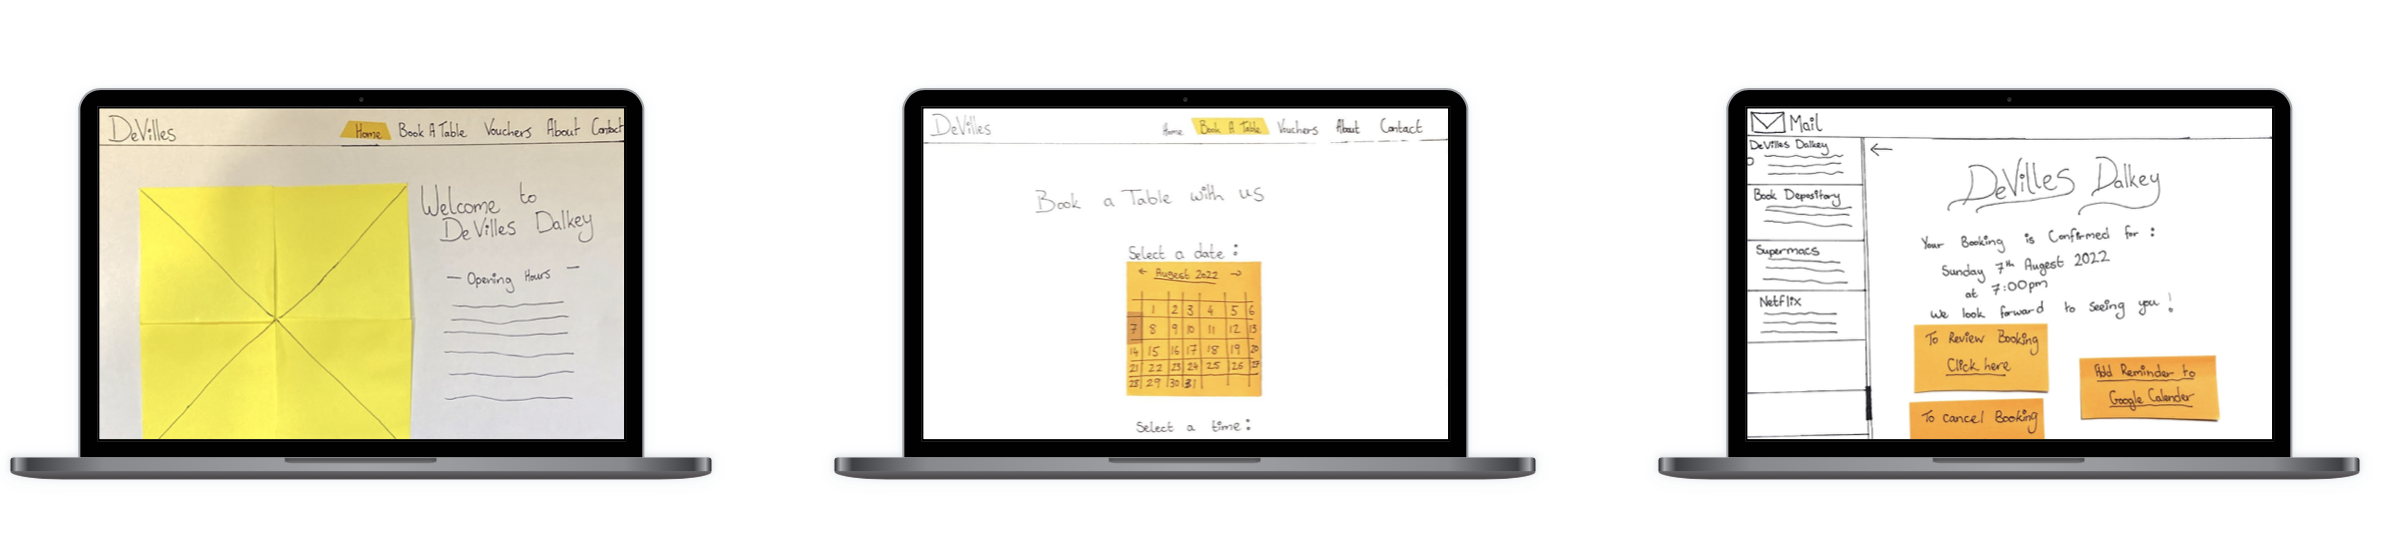 DeVilles
Home Book A Table Vouchers About Contact
Welcome to
DeVilles Dalkey
— Opening Hours —
DeVilles
Home Book A Table Vouchers About Contact
Book a Table with us
Select a date :
← August 2022 →
1 2 3 4 5 6
7 8 9 10 11 12 13
14 15 16 17 18 19 20
21 22 23 24 25 26 27
28 29 30 31
Select a time :
Mail
DeVilles Dalkey
Book Depository
Supermacs
Netflix
←
DeVilles Dalkey
Your Booking is Confirmed for :
Sunday 7th Augest 2022
at 7:00pm
We look forward to seeing you !
To Review Booking
Click here
To cancel Booking
Add Reminder to
Google Calender